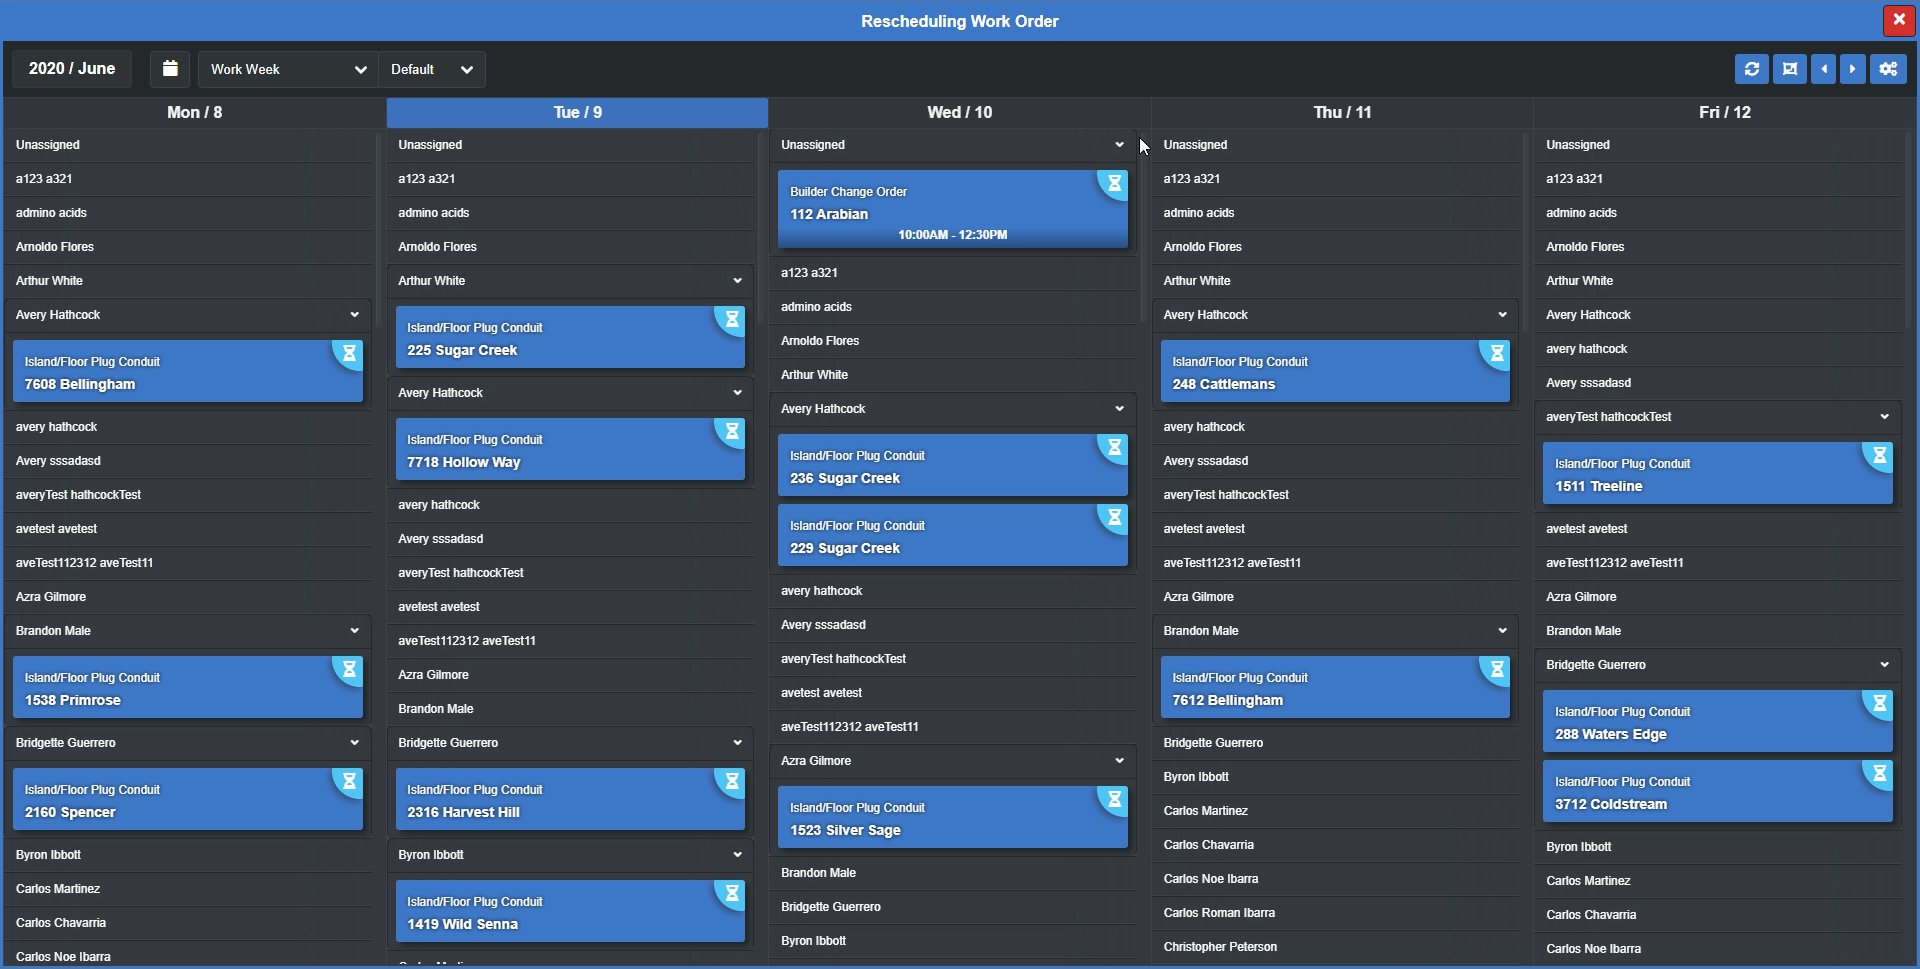 Rescheduling Work Order
2020 / June
Work Week
Default
Mon / 8
Unassigned
a123 a321
admino acids
Arnoldo Flores
Arthur White
Avery Hathcock
Island/Floor Plug Conduit
7608 Bellingham
avery hathcock
Avery sssadasd
averyTest hathcockTest
avetest avetest
aveTest112312 aveTest11
Azra Gilmore
Brandon Male
Island/Floor Plug Conduit
1538 Primrose
Bridgette Guerrero
Island/Floor Plug Conduit
2160 Spencer
Byron Ibbott
Carlos Martinez
Carlos Chavarria
Carlos Noe Ibarra
Tue / 9
Unassigned
a123 a321
admino acids
Arnoldo Flores
Arthur White
Island/Floor Plug Conduit
225 Sugar Creek
Avery Hathcock
Island/Floor Plug Conduit
7718 Hollow Way
avery hathcock
Avery sssadasd
averyTest hathcockTest
avetest avetest
aveTest112312 aveTest11
Azra Gilmore
Brandon Male
Bridgette Guerrero
Island/Floor Plug Conduit
2316 Harvest Hill
Byron Ibbott
Island/Floor Plug Conduit
1419 Wild Senna
Wed / 10
Unassigned
Builder Change Order
112 Arabian
10:00AM - 12:30PM
a123 a321
admino acids
Arnoldo Flores
Arthur White
Avery Hathcock
Island/Floor Plug Conduit
236 Sugar Creek
Island/Floor Plug Conduit
229 Sugar Creek
avery hathcock
Avery sssadasd
averyTest hathcockTest
avetest avetest
aveTest112312 aveTest11
Azra Gilmore
Island/Floor Plug Conduit
1523 Silver Sage
Brandon Male
Bridgette Guerrero
Byron Ibbott
Thu / 11
Unassigned
a123 a321
admino acids
Arnoldo Flores
Arthur White
Avery Hathcock
Island/Floor Plug Conduit
248 Cattlemans
avery hathcock
Avery sssadasd
averyTest hathcockTest
avetest avetest
aveTest112312 aveTest11
Azra Gilmore
Brandon Male
Island/Floor Plug Conduit
7612 Bellingham
Bridgette Guerrero
Byron Ibbott
Carlos Martinez
Carlos Chavarria
Carlos Noe Ibarra
Carlos Roman Ibarra
Christopher Peterson
Fri / 12
Unassigned
a123 a321
admino acids
Arnoldo Flores
Arthur White
Avery Hathcock
avery hathcock
Avery sssadasd
averyTest hathcockTest
Island/Floor Plug Conduit
1511 Treeline
avetest avetest
aveTest112312 aveTest11
Azra Gilmore
Brandon Male
Bridgette Guerrero
Island/Floor Plug Conduit
288 Waters Edge
Island/Floor Plug Conduit
3712 Coldstream
Byron Ibbott
Carlos Martinez
Carlos Chavarria
Carlos Noe Ibarra